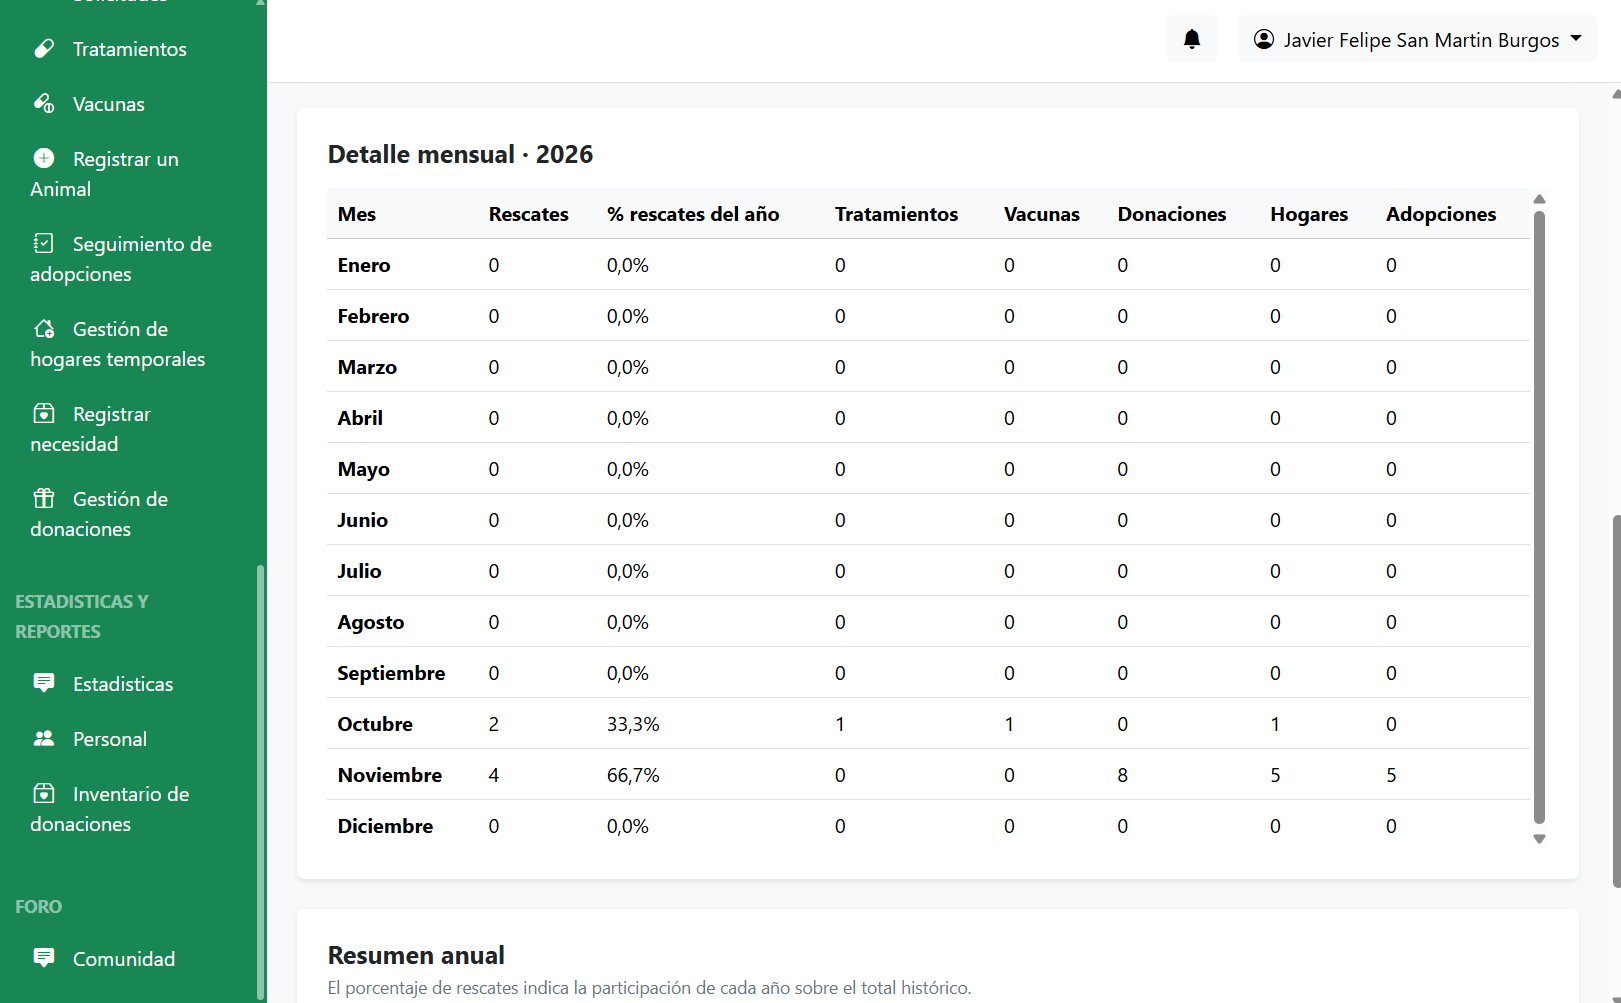 Tratamientos
Vacunas
Registrar un
Animal
Seguimiento de
adopciones
Gestión de
hogares temporales
Registrar
necesidad
Gestión de
donaciones
ESTADISTICAS Y
REPORTES
Estadisticas
Personal
Inventario de
donaciones
FORO
Comunidad
Javier Felipe San Martin Burgos
Detalle mensual · 2026
Mes Rescates % rescates del año Tratamientos Vacunas Donaciones Hogares Adopciones
Enero 0 0,0% 0 0 0 0 0
Febrero 0 0,0% 0 0 0 0 0
Marzo 0 0,0% 0 0 0 0 0
Abril 0 0,0% 0 0 0 0 0
Mayo 0 0,0% 0 0 0 0 0
Junio 0 0,0% 0 0 0 0 0
Julio 0 0,0% 0 0 0 0 0
Agosto 0 0,0% 0 0 0 0 0
Septiembre 0 0,0% 0 0 0 0 0
Octubre 2 33,3% 1 1 0 1 0
Noviembre 4 66,7% 0 0 8 5 5
Diciembre 0 0,0% 0 0 0 0 0
Resumen anual
El porcentaje de rescates indica la participación de cada año sobre el total histórico.